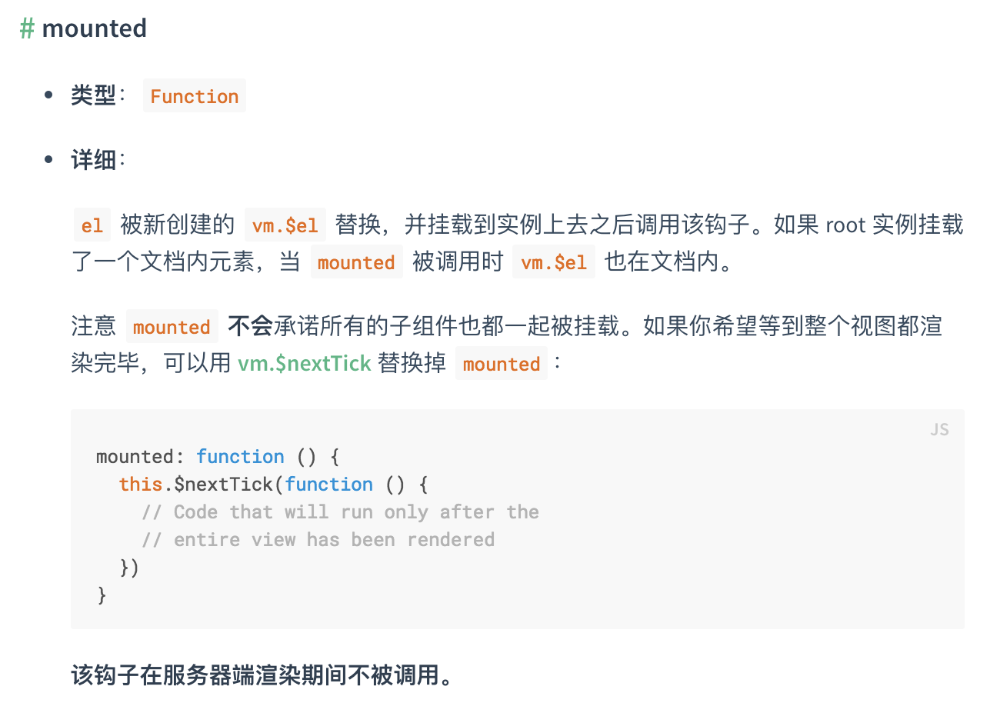 # mounted
• 类型： Function
• 详细：
el 被新创建的 vm.$el 替换，并挂载到实例上去之后调用该钩子。如果 root 实例挂载
了一个文档内元素，当 mounted 被调用时 vm.$el 也在文档内。
注意 mounted 不会承诺所有的子组件也都一起被挂载。如果你希望等到整个视图都渲
染完毕，可以用 vm.$nextTick 替换掉 mounted：
JS
mounted: function () {
  this.$nextTick(function () {
    // Code that will run only after the
    // entire view has been rendered
  })
}
该钩子在服务器端渲染期间不被调用。